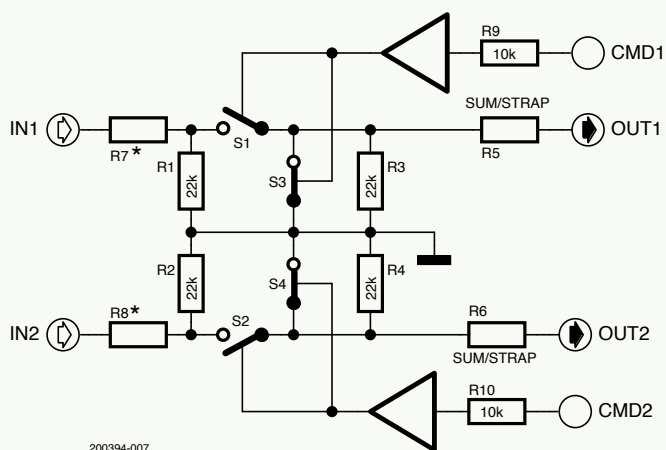 R9
10k
CMD1
SUM/STRAP
IN1
R7*
S1
R5
OUT1
R1
22k
S3
R3
22k
R2
22k
S4
R4
22k
R8*
S2
R6
IN2
OUT2
SUM/STRAP
R10
10k
CMD2
200394-007